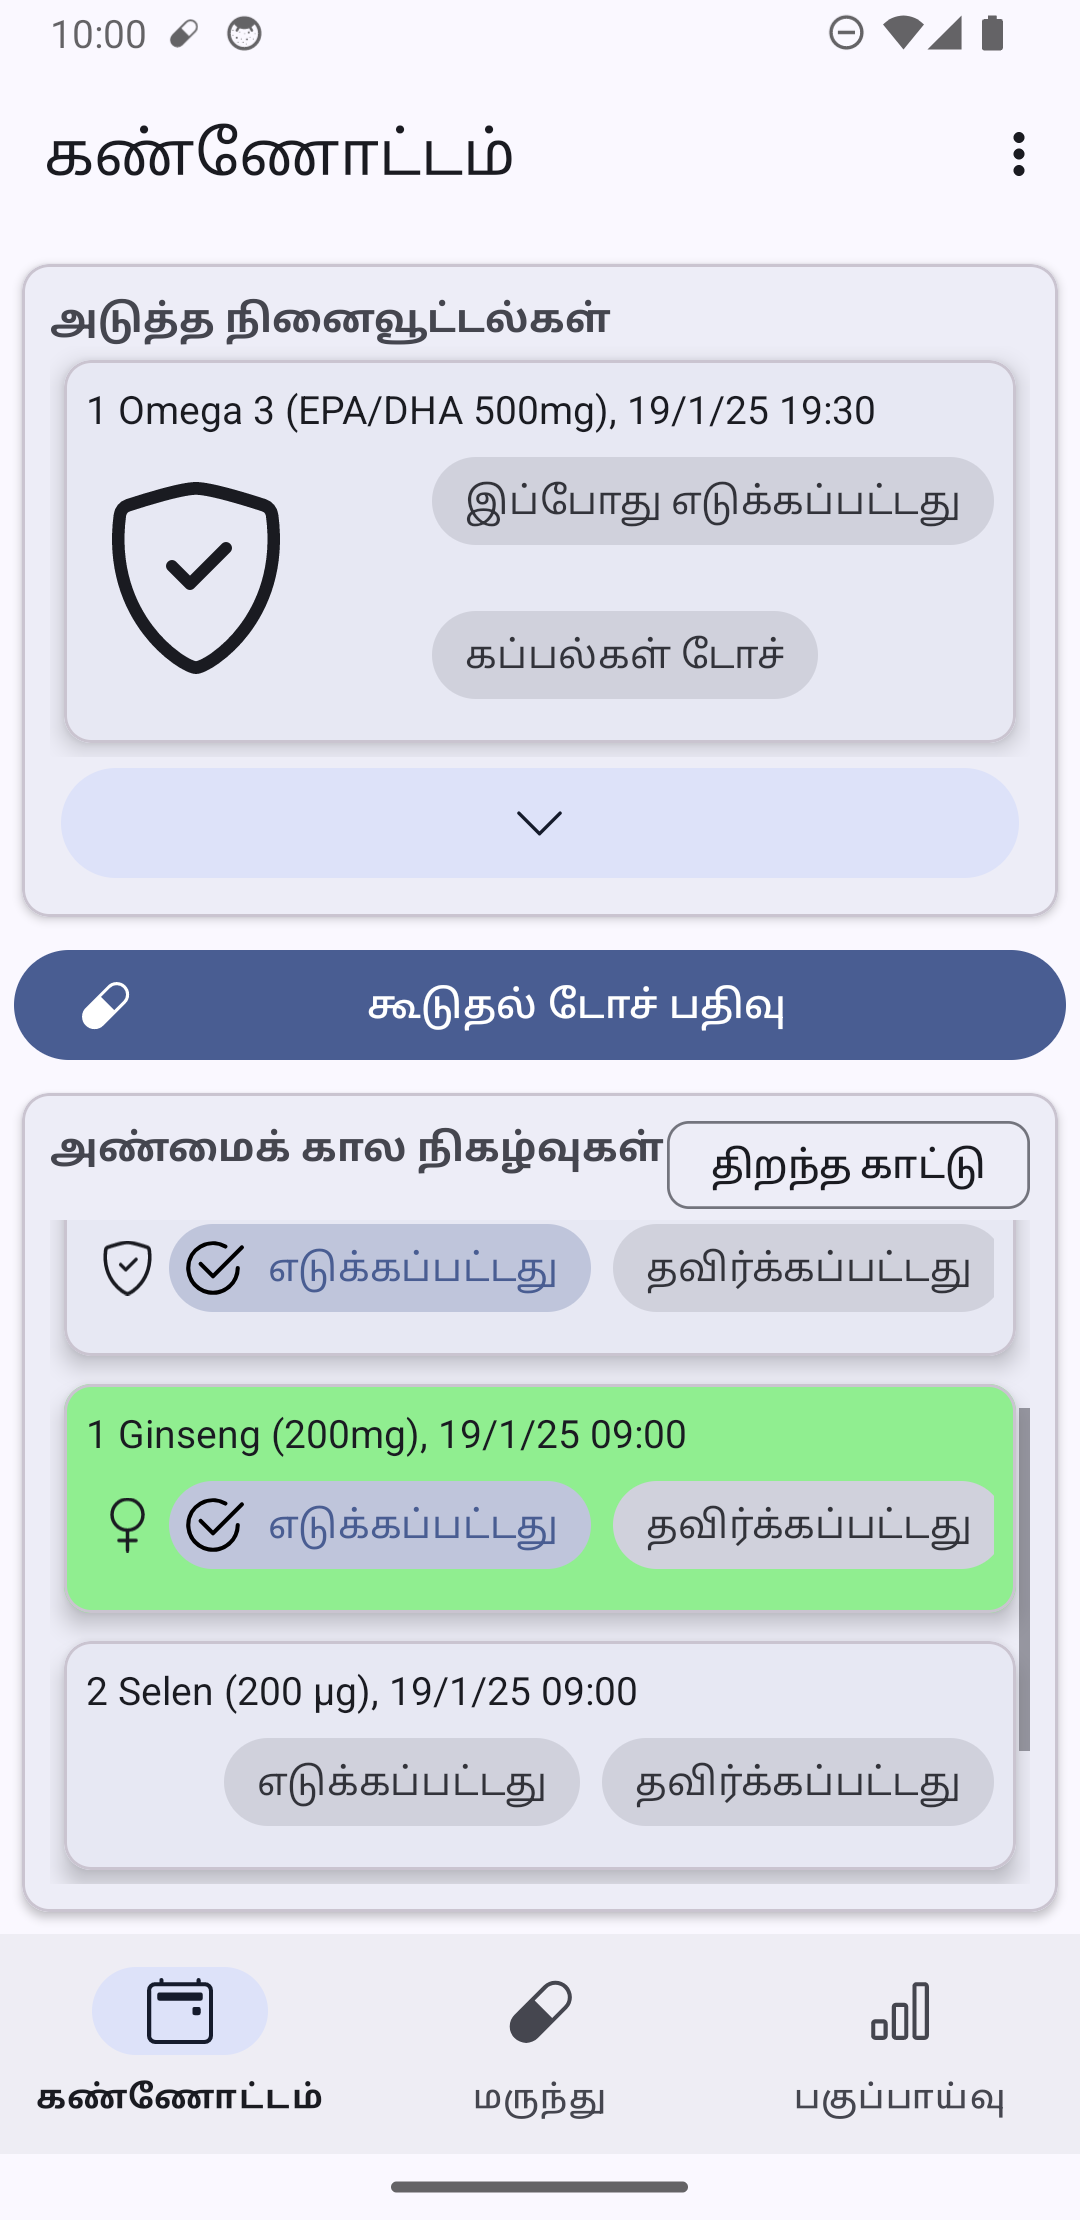 10:00
கண்ணோட்டம்
அடுத்த நினைவூட்டல்கள்
1 Omega 3 (EPA/DHA 500mg), 19/1/25 19:30
இப்போது எடுக்கப்பட்டது
கப்பல்கள் டோச்
கூடுதல் டோச் பதிவு
அண்மைக் கால நிகழ்வுகள்
திறந்த காட்டு
எடுக்கப்பட்டது தவிர்க்கப்பட்டது
1 Ginseng (200mg), 19/1/25 09:00
எடுக்கப்பட்டது தவிர்க்கப்பட்டது
2 Selen (200 µg), 19/1/25 09:00
எடுக்கப்பட்டது தவிர்க்கப்பட்டது
கண்ணோட்டம் மருந்து பகுப்பாய்வு